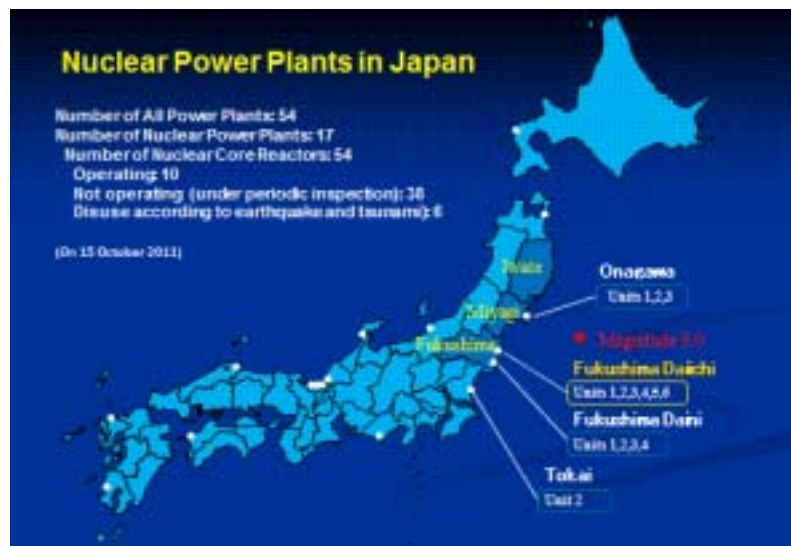 Nuclear Power Plants in Japan
Number of All Power Plants: 54
Number of Nuclear Power Plants: 17
Number of Nuclear Core Reactors: 54
Operating: 10
Not operating (under periodic inspection): 38
Disuse according to earthquake and tsunami): 6
(On 15 October 2011)
Iwate
Onagawa
Units 1,2,3
Miyagi
Magnitude 9.0
Fukushima
Fukushima Daiichi
Units 1,2,3,4,5,6
Fukushima Daini
Units 1,2,3,4
Tokai
Unit 2